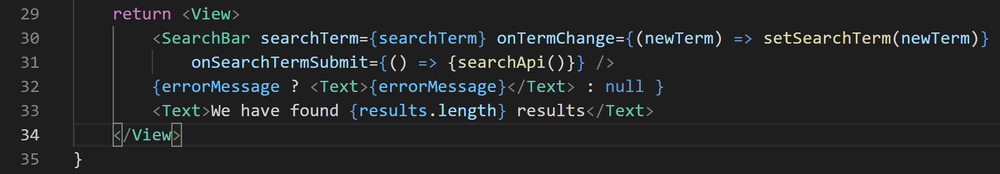 29 return <View>
30 <SearchBar searchTerm={searchTerm} onTermChange={(newTerm) => setSearchTerm(newTerm)}
31 onSearchTermSubmit={() => {searchApi()}} />
32 {errorMessage ? <Text>{errorMessage}</Text> : null }
33 <Text>We have found {results.length} results</Text>
34 </View>
35 }